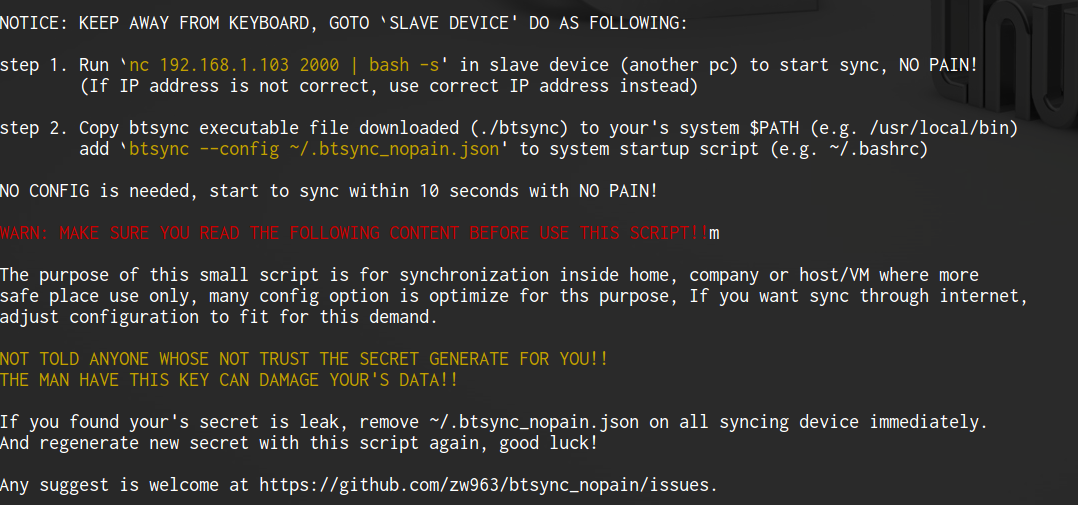 NOTICE: KEEP AWAY FROM KEYBOARD, GOTO `SLAVE DEVICE' DO AS FOLLOWING:
step 1. Run `nc 192.168.1.103 2000 | bash -s' in slave device (another pc) to start sync, NO PAIN!
(If IP address is not correct, use correct IP address instead)
step 2. Copy btsync executable file downloaded (./btsync) to your's system $PATH (e.g. /usr/local/bin)
add `btsync --config ~/.btsync_nopain.json' to system startup script (e.g. ~/.bashrc)
NO CONFIG is needed, start to sync within 10 seconds with NO PAIN!
WARN: MAKE SURE YOU READ THE FOLLOWING CONTENT BEFORE USE THIS SCRIPT!!m
The purpose of this small script is for synchronization inside home, company or host/VM where more
safe place use only, many config option is optimize for ths purpose, If you want sync through internet,
adjust configuration to fit for this demand.
NOT TOLD ANYONE WHOSE NOT TRUST THE SECRET GENERATE FOR YOU!!
THE MAN HAVE THIS KEY CAN DAMAGE YOUR'S DATA!!
If you found your's secret is leak, remove ~/.btsync_nopain.json on all syncing device immediately.
And regenerate new secret with this script again, good luck!
Any suggest is welcome at https://github.com/zw963/btsync_nopain/issues.